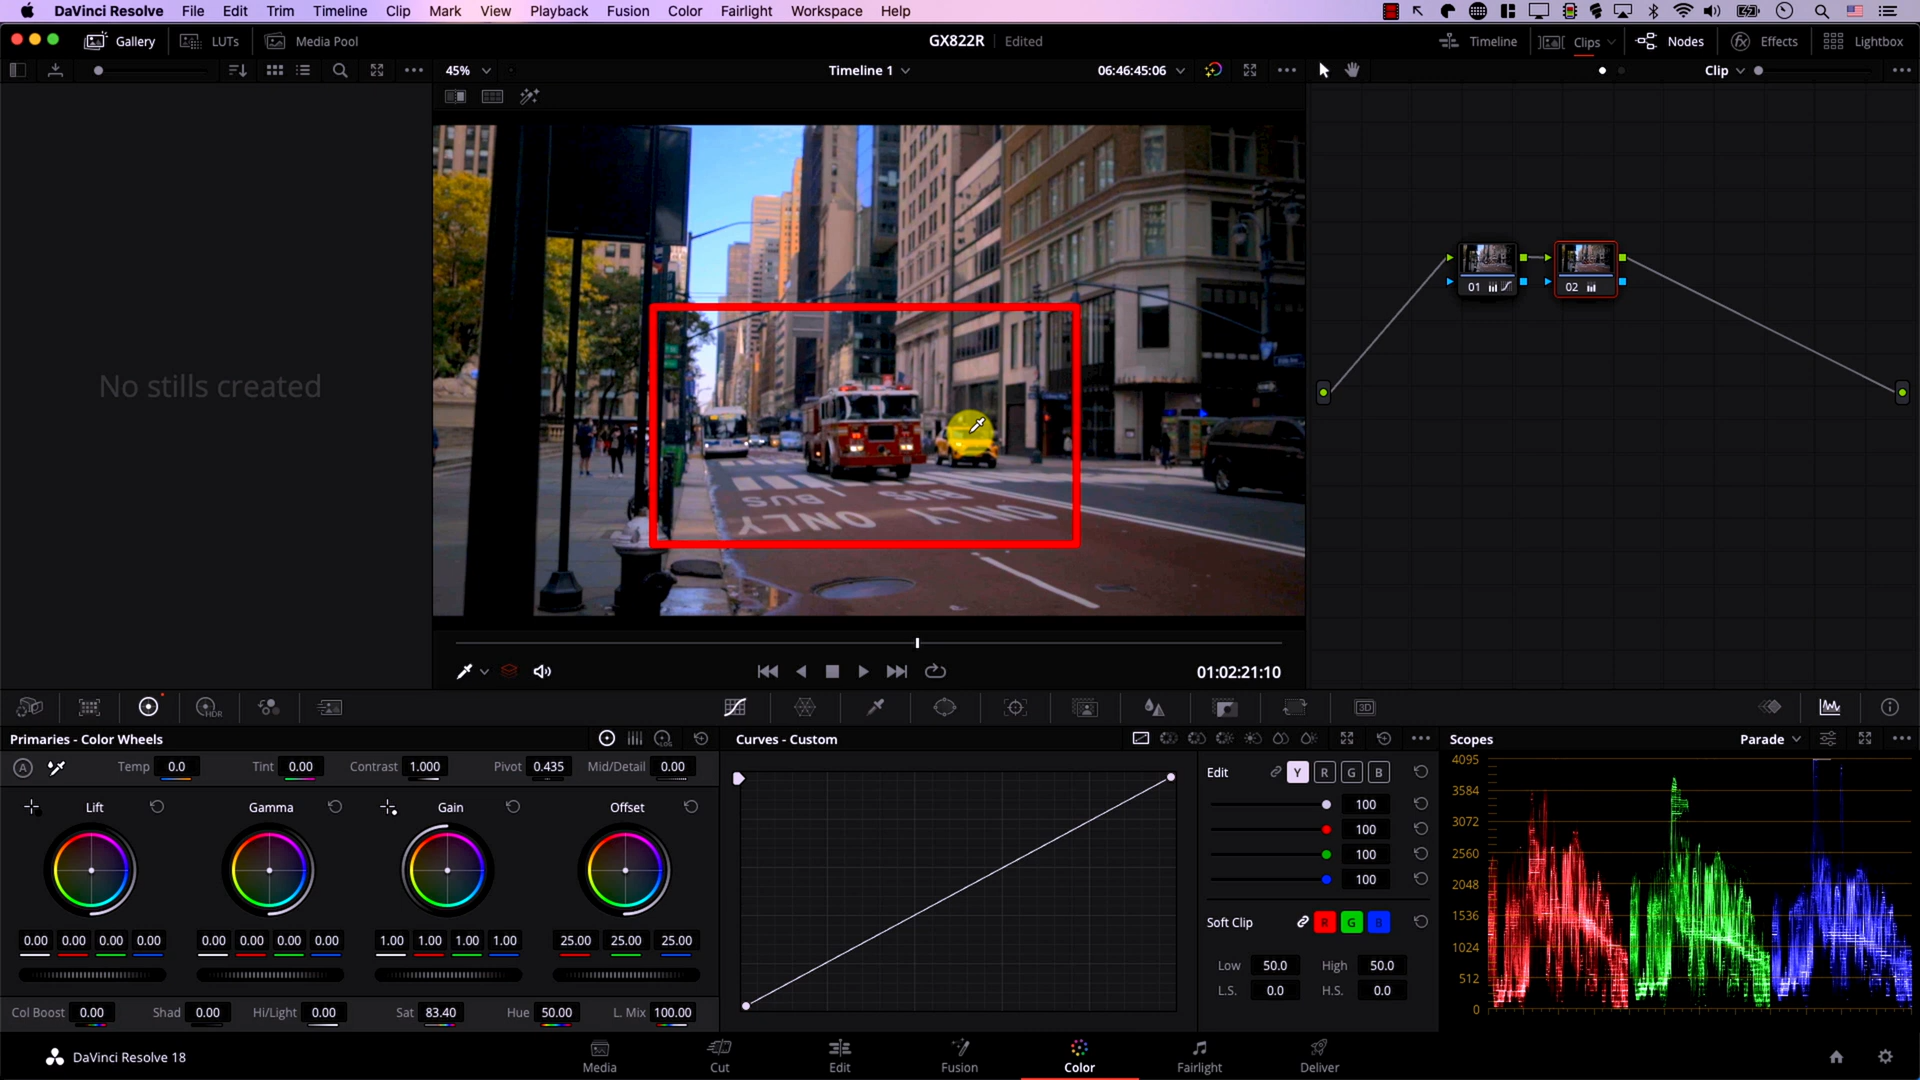 DaVinci Resolve File Edit Trim Timeline Clip Mark View Playback Fusion Color Fairlight Workspace Help
Gallery LUTs Media Pool GX822R Edited Timeline Clips Nodes Effects Lightbox
45% Timeline 1 06:46:45:06 Clip
No stills created
BUS BUS
ONLY ONLY
01 02
01:02:21:10
HDR 3D
Primaries - Color Wheels Curves - Custom Scopes Parade
A Temp 0.0 Tint 0.00 Contrast 1.000 Pivot 0.435 Mid/Detail 0.00
Edit Y R G B
Lift Gamma Gain Offset
100
100
100
100
Soft Clip R G B
0.00 0.00 0.00 0.00 0.00 0.00 0.00 0.00 1.00 1.00 1.00 1.00 25.00 25.00 25.00
Low 50.0 High 50.0
L.S. 0.0 H.S. 0.0
Col Boost 0.00 Shad 0.00 Hi/Light 0.00 Sat 83.40 Hue 50.00 L. Mix 100.00
4095
3584
3072
2560
2048
1536
1024
512
0
DaVinci Resolve 18 Media Cut Edit Fusion Color Fairlight Deliver